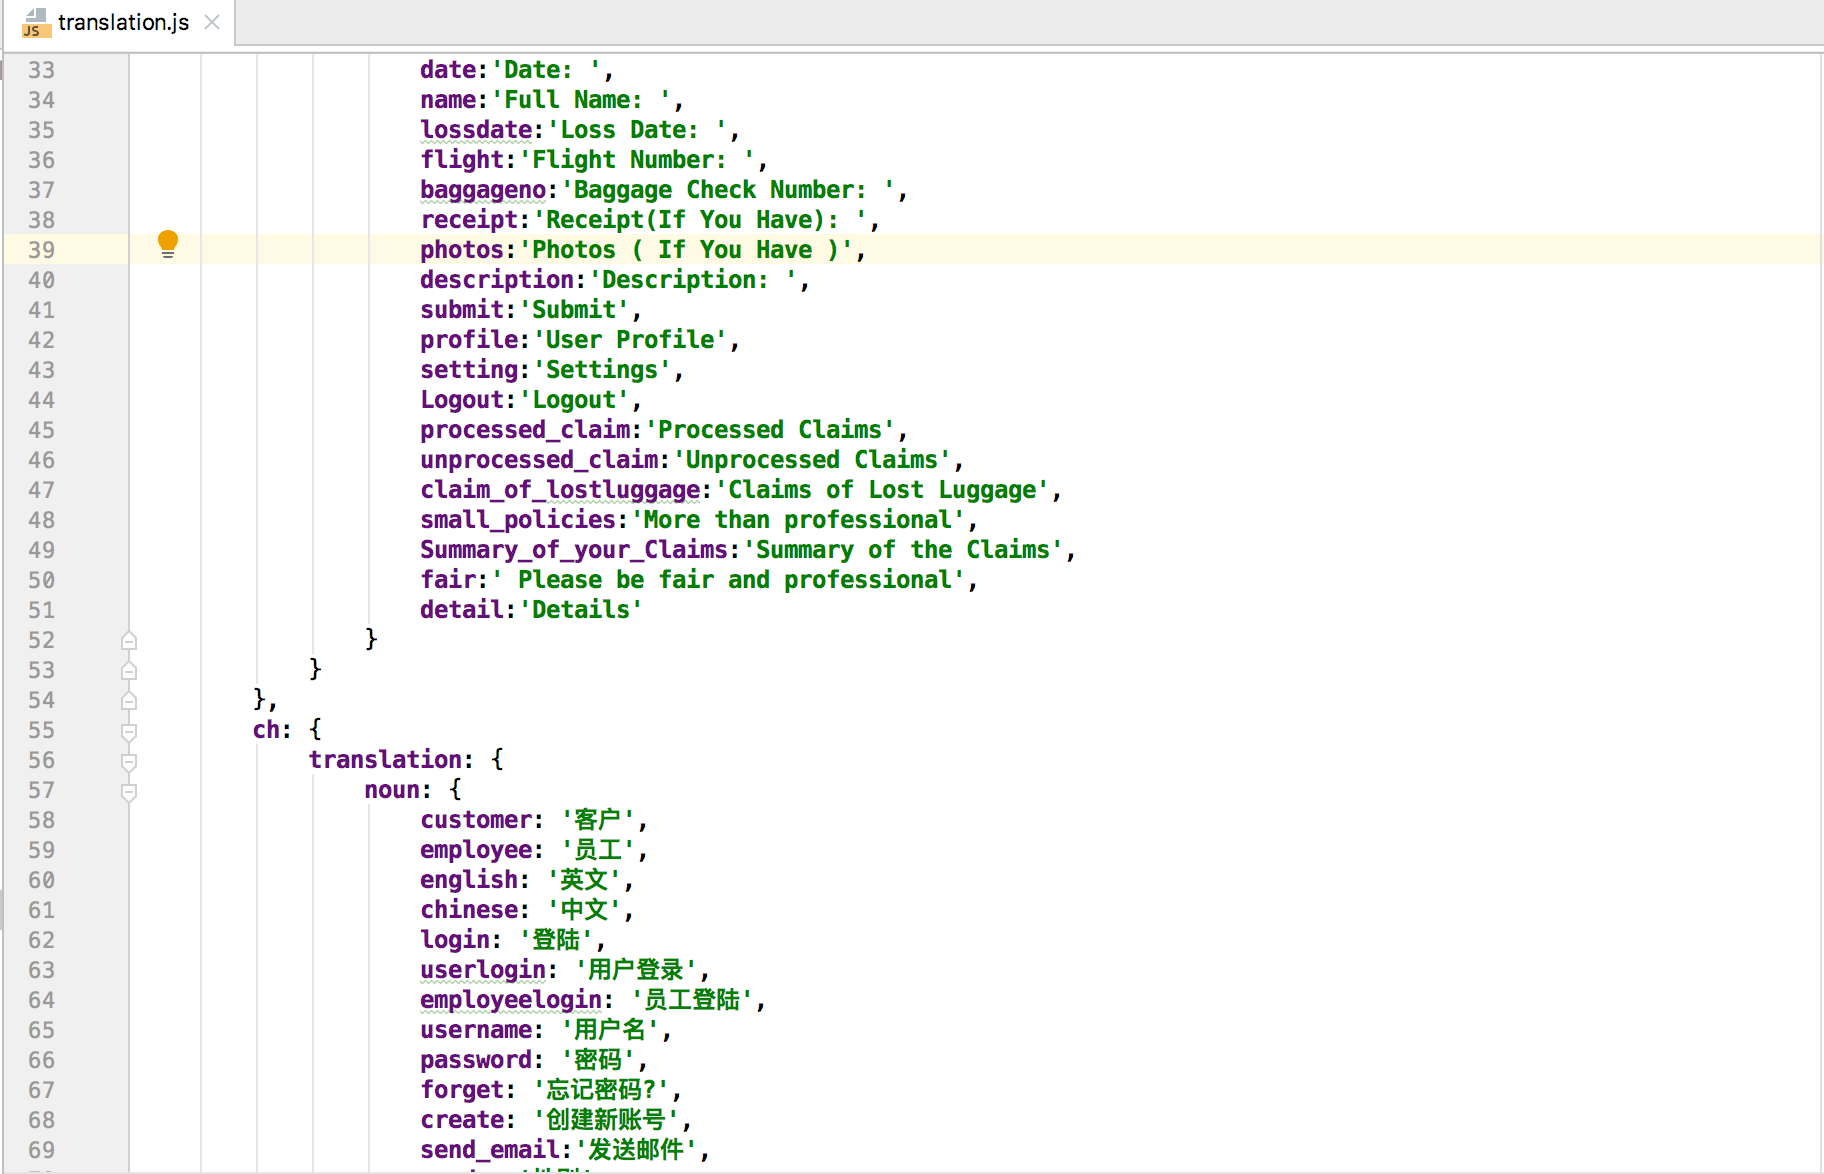 JS translation.js
33 date:'Date: ',
34 name:'Full Name: ',
35 lossdate:'Loss Date: ',
36 flight:'Flight Number: ',
37 baggageno:'Baggage Check Number: ',
38 receipt:'Receipt(If You Have): ',
39 photos:'Photos ( If You Have )',
40 description:'Description: ',
41 submit:'Submit',
42 profile:'User Profile',
43 setting:'Settings',
44 Logout:'Logout',
45 processed_claim:'Processed Claims',
46 unprocessed_claim:'Unprocessed Claims',
47 claim_of_lostluggage:'Claims of Lost Luggage',
48 small_policies:'More than professional',
49 Summary_of_your_Claims:'Summary of the Claims',
50 fair:' Please be fair and professional',
51 detail:'Details'
52 }
53 }
54 },
55 ch: {
56 translation: {
57 noun: {
58 customer: '客户',
59 employee: '员工',
60 english: '英文',
61 chinese: '中文',
62 login: '登陆',
63 userlogin: '用户登录',
64 employeelogin: '员工登陆',
65 username: '用户名',
66 password: '密码',
67 forget: '忘记密码?',
68 create: '创建新账号',
69 send_email:'发送邮件',